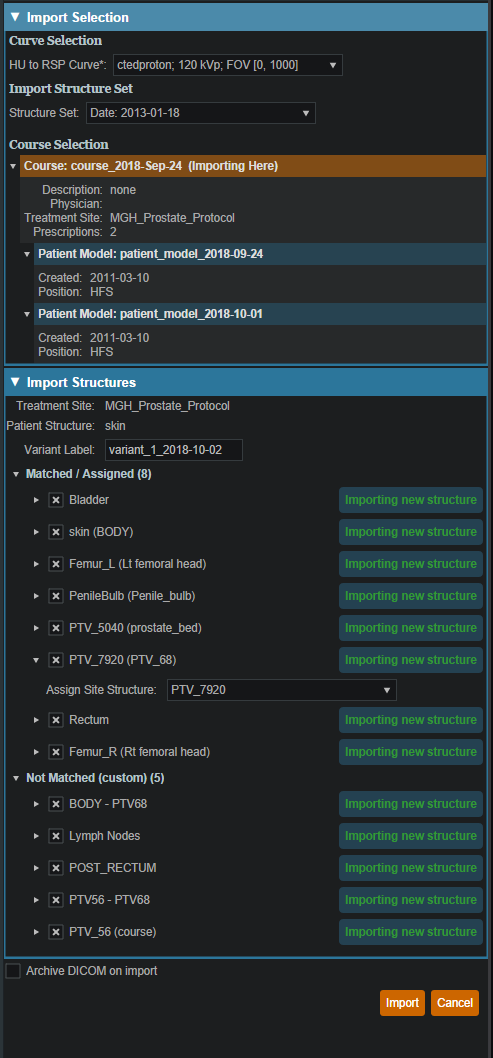 Import Selection
Curve Selection
HU to RSP Curve*: ctedproton; 120 kVp; FOV [0, 1000]
Import Structure Set
Structure Set: Date: 2013-01-18
Course Selection
Course: course_2018-Sep-24 (Importing Here)
Description: none
Physician:
Treatment Site: MGH_Prostate_Protocol
Prescriptions: 2
Patient Model: patient_model_2018-09-24
Created: 2011-03-10
Position: HFS
Patient Model: patient_model_2018-10-01
Created: 2011-03-10
Position: HFS
Import Structures
Treatment Site: MGH_Prostate_Protocol
Patient Structure: skin
Variant Label: variant_1_2018-10-02
Matched / Assigned (8)
Bladder Importing new structure
skin (BODY) Importing new structure
Femur_L (Lt femoral head) Importing new structure
PenileBulb (Penile_bulb) Importing new structure
PTV_5040 (prostate_bed) Importing new structure
PTV_7920 (PTV_68) Importing new structure
Assign Site Structure: PTV_7920
Rectum Importing new structure
Femur_R (Rt femoral head) Importing new structure
Not Matched (custom) (5)
BODY - PTV68 Importing new structure
Lymph Nodes Importing new structure
POST_RECTUM Importing new structure
PTV56 - PTV68 Importing new structure
PTV_56 (course) Importing new structure
Archive DICOM on import
Import Cancel